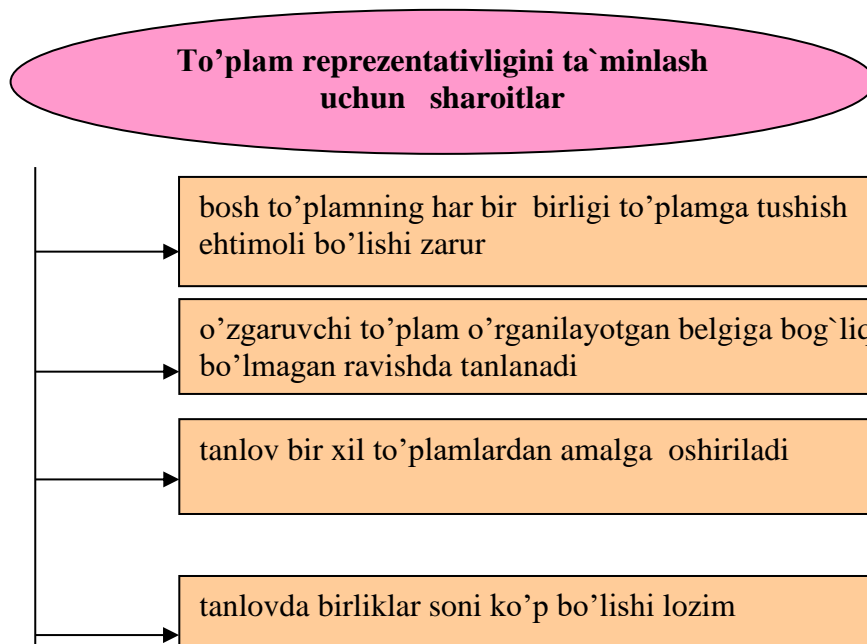 To’plam reprezentativligini ta`minlash
uchun sharoitlar
bosh to’plamning har bir birligi to’plamga tushish
ehtimoli bo’lishi zarur
o’zgaruvchi to’plam o’rganilayotgan belgiga bog`liq
bo’lmagan ravishda tanlanadi
tanlov bir xil to’plamlardan amalga oshiriladi
tanlovda birliklar soni ko’p bo’lishi lozim